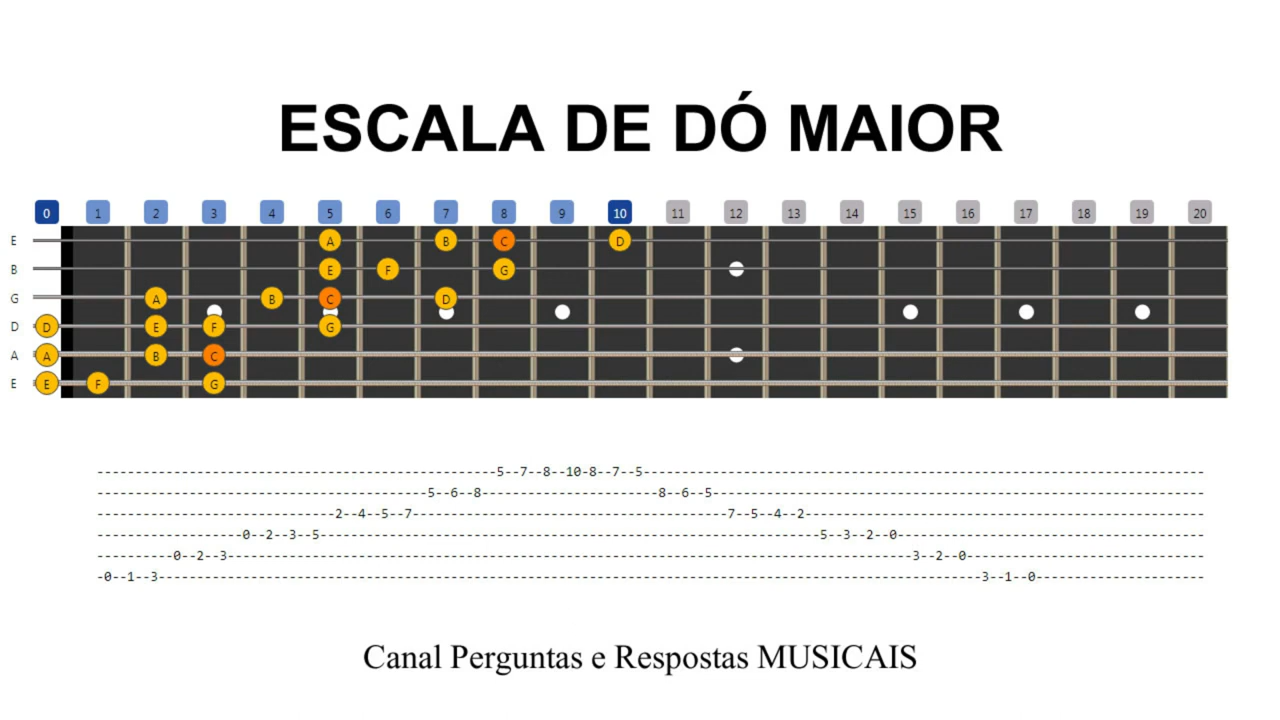 ESCALA DE DÓ MAIOR
0 1 2 3 4 5 6 7 8 9 10 11 12 13 14 15 16 17 18 19 20
E A B C D
B E F G
G A B C D
D D E F G
A A B C
E E F G
------------------------------------------------5--7--8--10-8--7--5------------------------------------------------------------------------
-------------------------------------------5--6--8-----------------------8--6--5----------------------------------------------------------------
-------------------------------2--4--5--7-----------------------------------------7--5--4--2----------------------------------------------------
-------------------0--2--3--5-----------------------------------------------------------------5--3--2--0----------------------------------------
----------0--2--3-----------------------------------------------------------------------------------------3--2--0-------------------------------
-0--1--3-----------------------------------------------------------------------------------------------------------3--1--0----------------------
Canal Perguntas e Respostas MUSICAIS